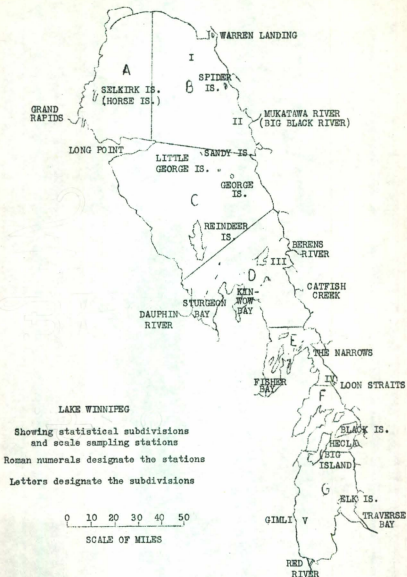 WARREN LANDING
I
A
SPIDER
IS.
B
SELKIRK IS.
(HORSE IS.)
GRAND
RAPIDS
II
MUKATAWA RIVER
(BIG BLACK RIVER)
LONG POINT
SANDY IS.
LITTLE
GEORGE IS.
GEORGE
IS.
C
REINDEER
IS.
BERENS
RIVER
III
D
KIN-
WOW
BAY
CATFISH
CREEK
STURGEON
BAY
DAUPHIN
RIVER
E
THE NARROWS
FISHER
BAY
IV
LOON STRAITS
F
LAKE WINNIPEG
Showing statistical subdivisions
and scale sampling stations
Roman numerals designate the stations
Letters designate the subdivisions
BLACK IS.
HECLA
BIG
ISLAND
G
ELK IS.
TRAVERSE
BAY
GIMLI
V
RED
RIVER
0 10 20 30 40 50
SCALE OF MILES